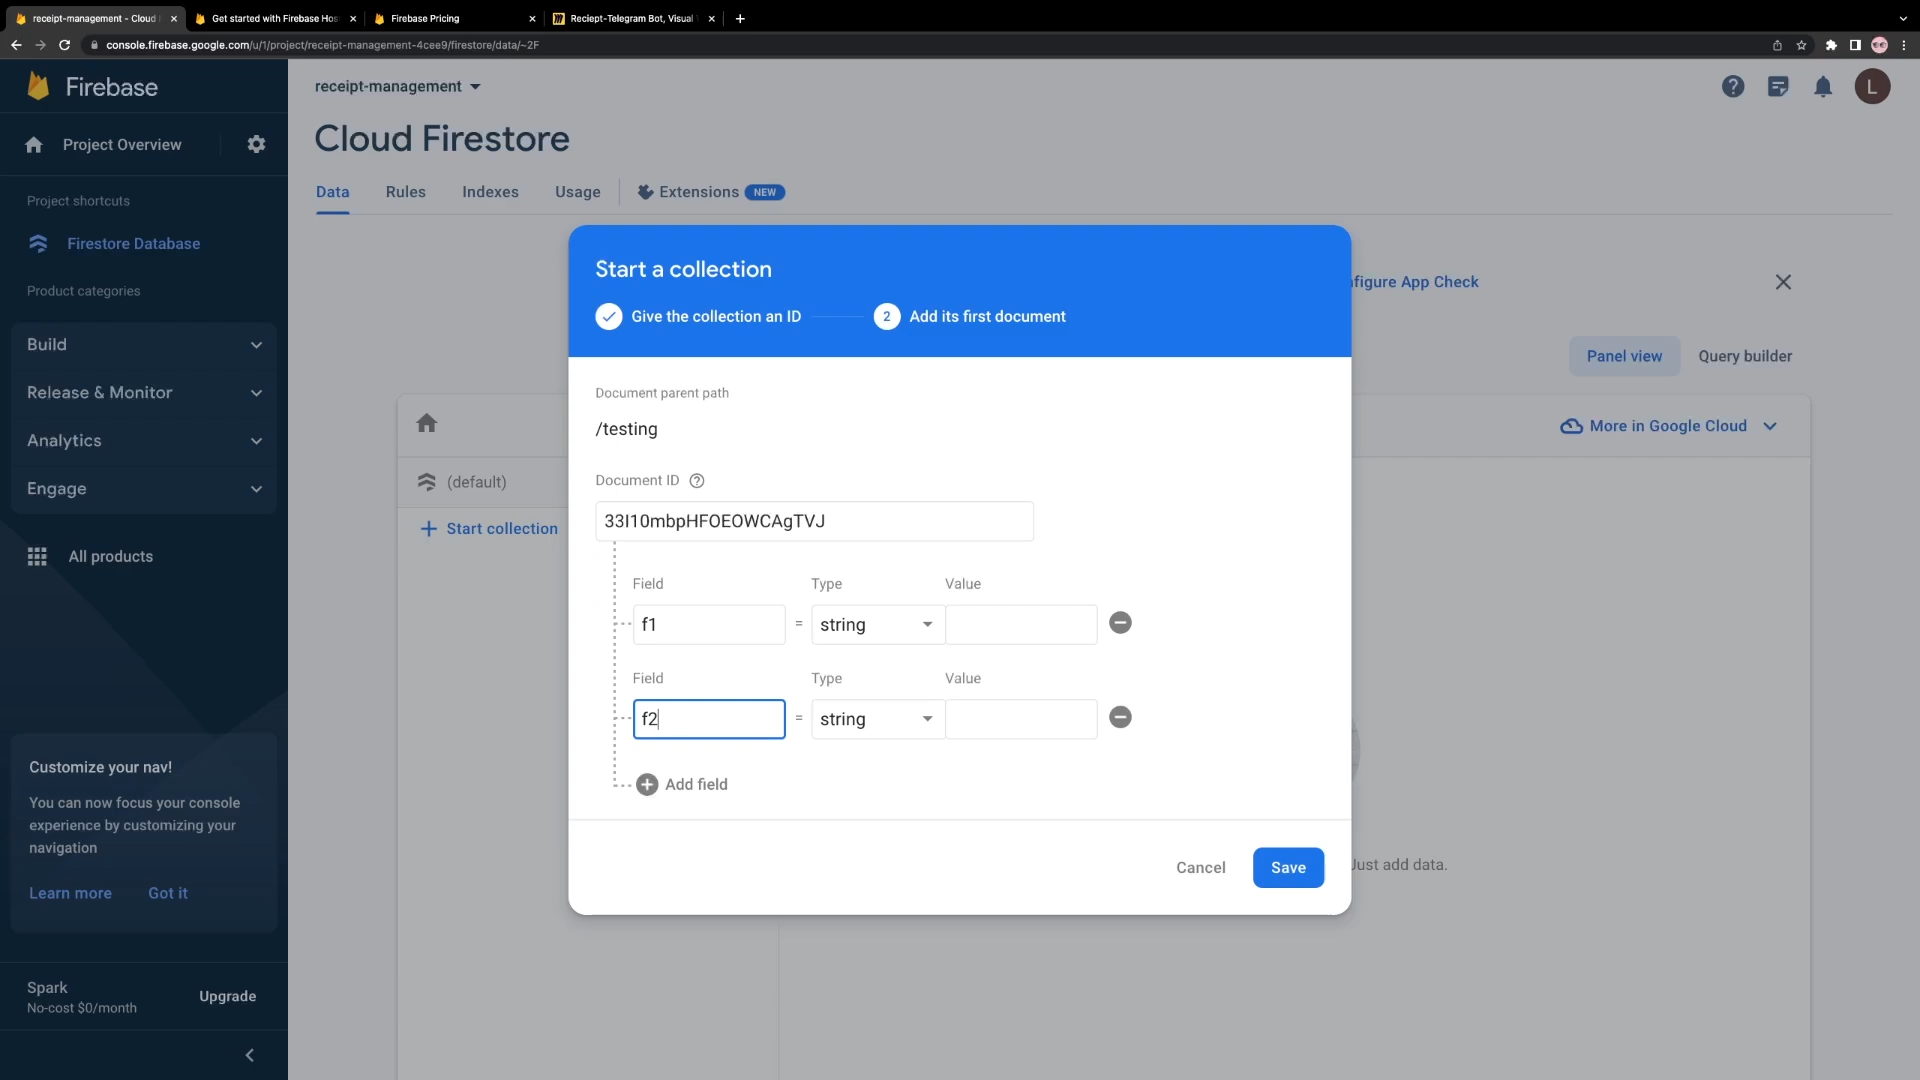 receipt-management - Cloud
Get started with Firebase Hos
Firebase Pricing
Reciept-Telegram Bot, Visual
console.firebase.google.com/u/1/project/receipt-management-4cee9/firestore/data/~2F
Firebase
receipt-management
L
Project Overview
Cloud Firestore
Data
Rules
Indexes
Usage
Extensions
NEW
Project shortcuts
Firestore Database
Product categories
Build
Release & Monitor
Analytics
Engage
All products
Customize your nav!
You can now focus your console
experience by customizing your
navigation
Learn more
Got it
Spark
No-cost $0/month
Upgrade
nfigure App Check
Panel view
Query builder
More in Google Cloud
(default)
+ Start collection
Just add data.
Start a collection
Give the collection an ID
2
Add its first document
Document parent path
/testing
Document ID
33I10mbpHFOEOWCAgTVJ
Field
Type
Value
f1
=
string
Field
Type
Value
f2
=
string
Add field
Cancel
Save